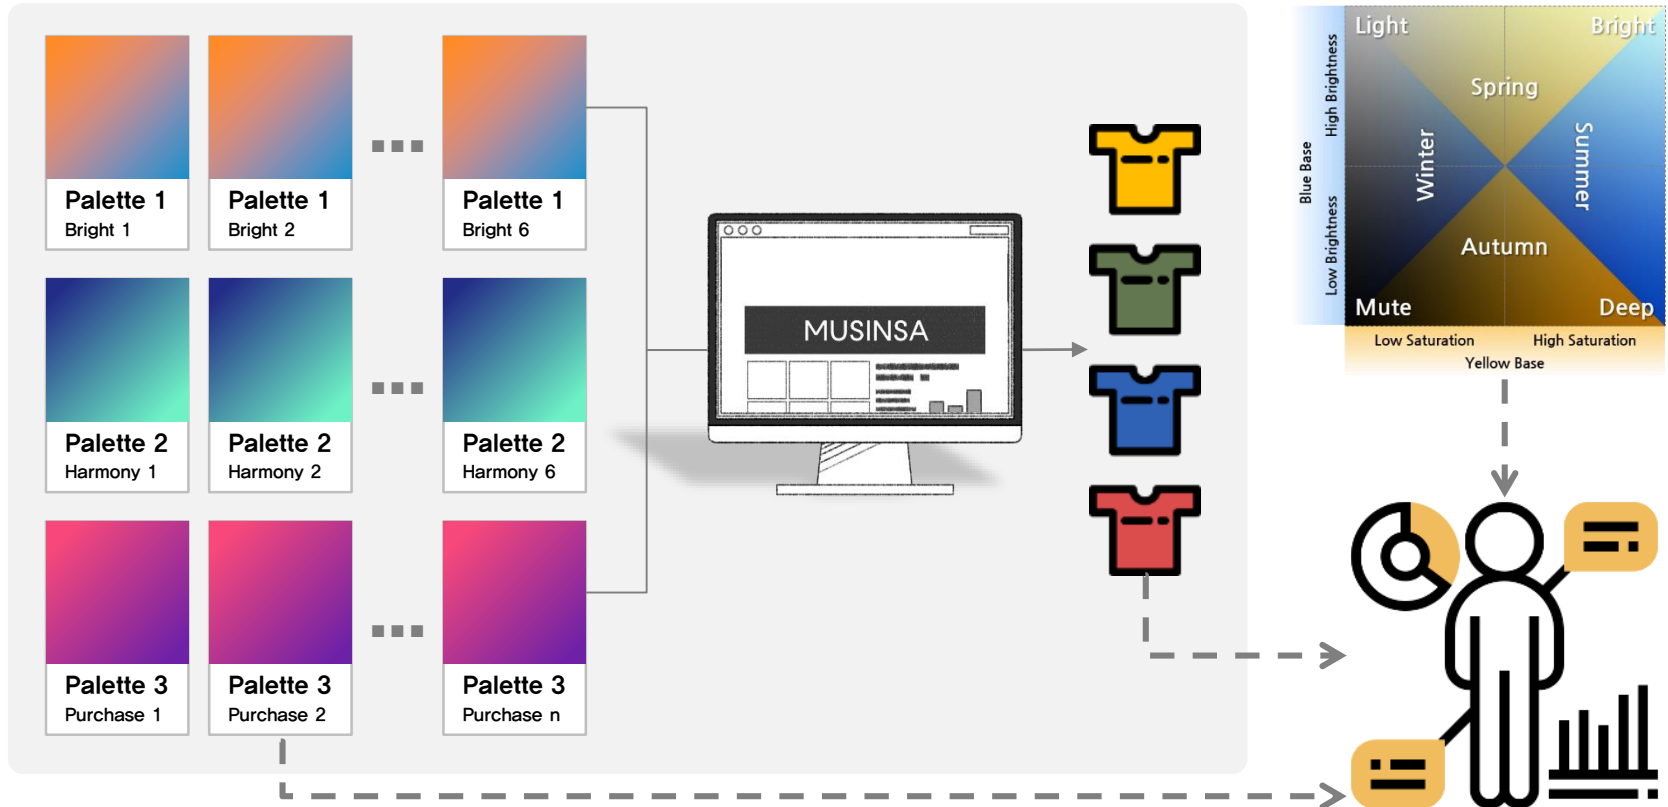 Palette 1
Bright 1
Palette 1
Bright 2
Palette 1
Bright 6
Palette 2
Harmony 1
Palette 2
Harmony 2
Palette 2
Harmony 6
Palette 3
Purchase 1
Palette 3
Purchase 2
Palette 3
Purchase n
MUSINSA
Blue Base
High Brightness
Low Brightness
Light
Bright
Spring
Winter
Summer
Autumn
Mute
Deep
Low Saturation
High Saturation
Yellow Base